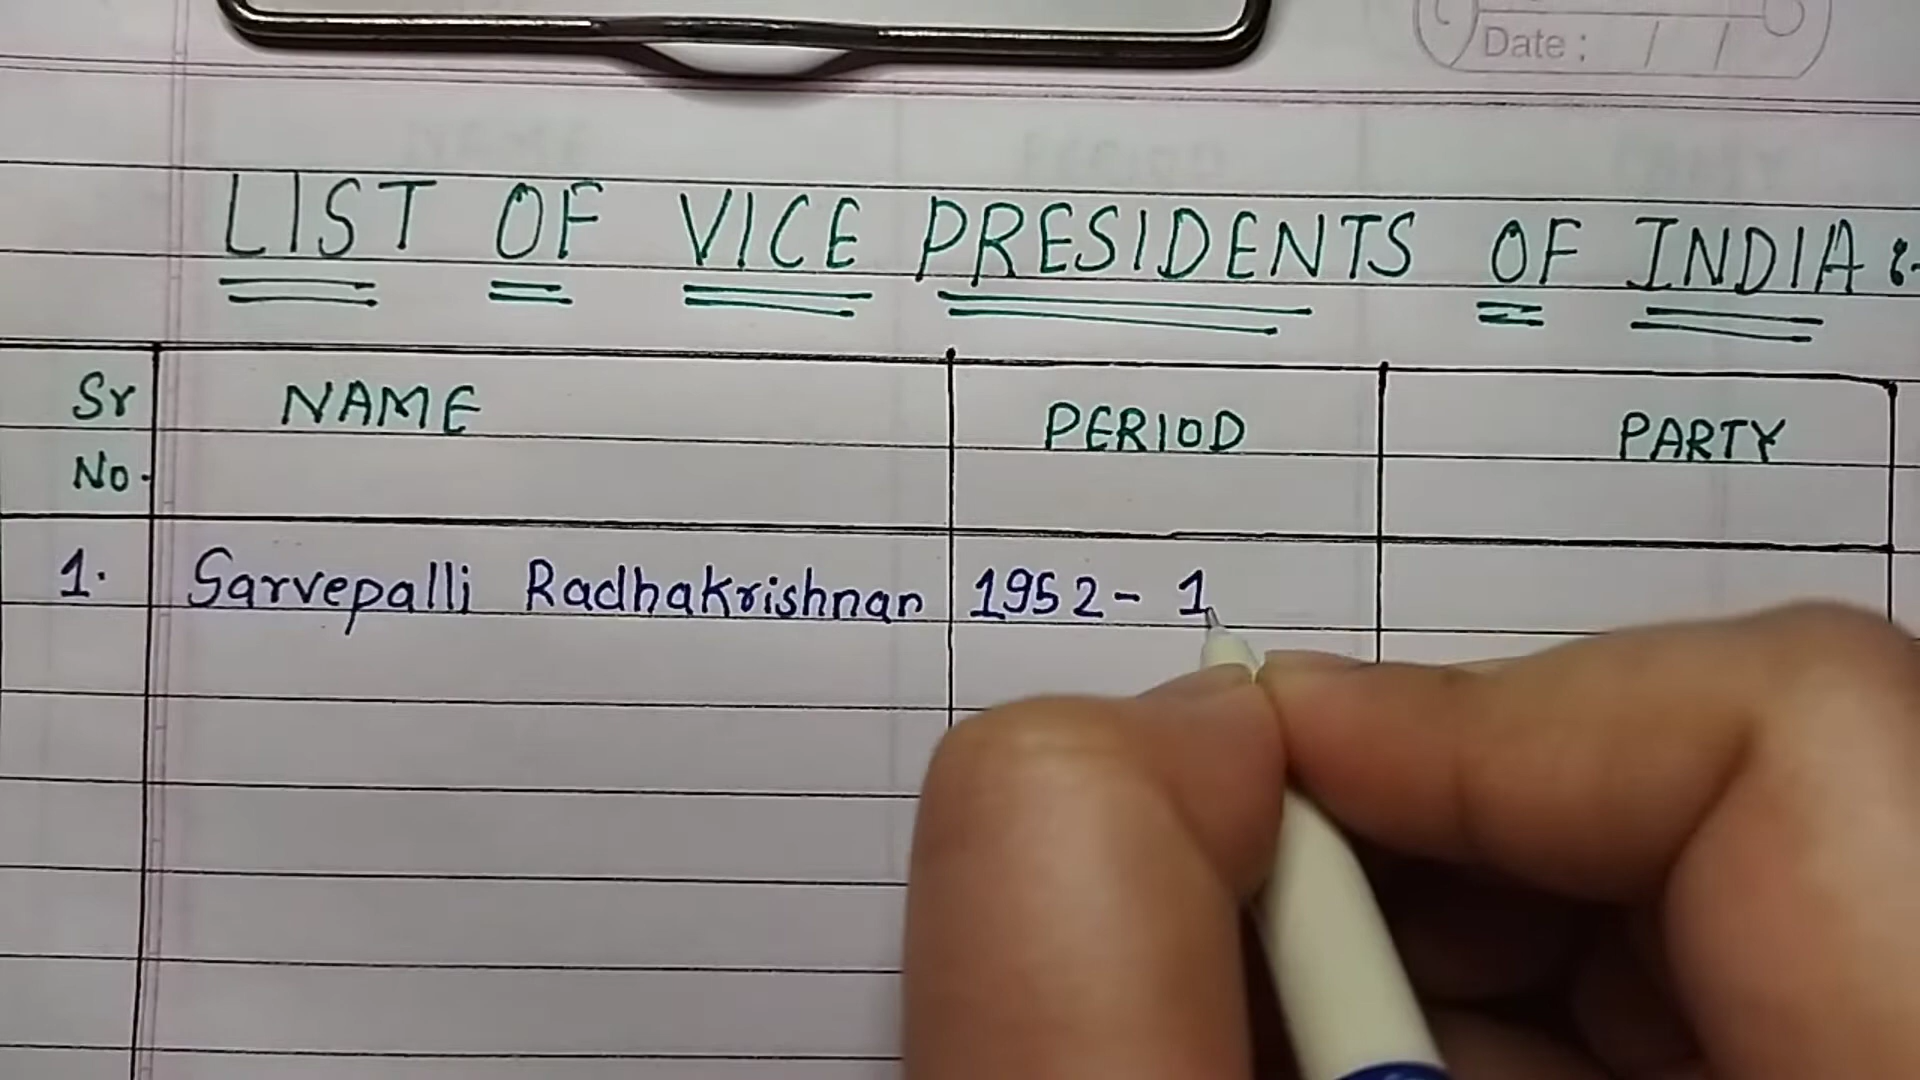 Date : / /
LIST OF VICE PRESIDENTS OF INDIA :-
Sr No. NAME PERIOD PARTY
1. Sarvepalli Radhakrishnan 1952 - 1